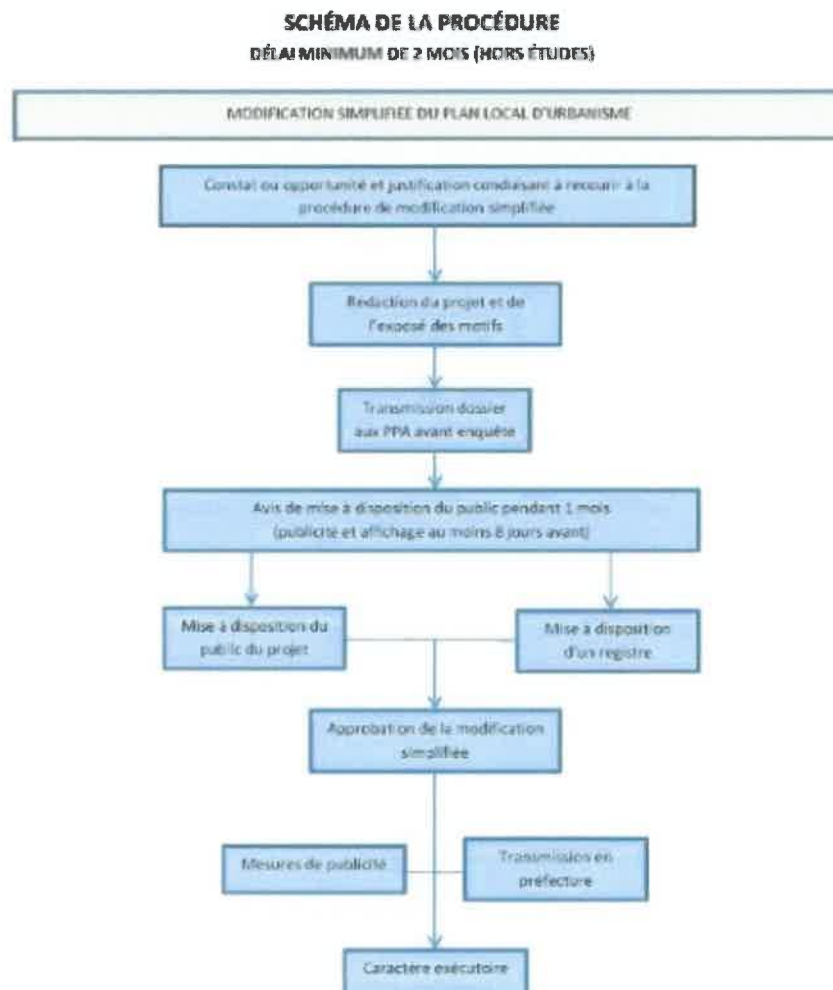 SCHÉMA DE LA PROCÉDURE
DÉLAI MINIMUM DE 2 MOIS (HORS ÉTUDES)
MODIFICATION SIMPLIFIEE DU PLAN LOCAL D'URBANISME
Constat ou opportunité et justification conduisant à recourir à la
procédure de modification simplifiée
Rédaction du projet et de
l'exposé des motifs
Transmission dossier
aux PPA avant enquête
Avis de mise à disposition du public pendant 1 mois
(publicité et affichage au moins 8 jours avant)
Mise à disposition du
public du projet
Mise à disposition
d'un registre
Approbation de la modification
simplifiée
Mesures de publicité
Transmission en
préfecture
Caractère exécutoire